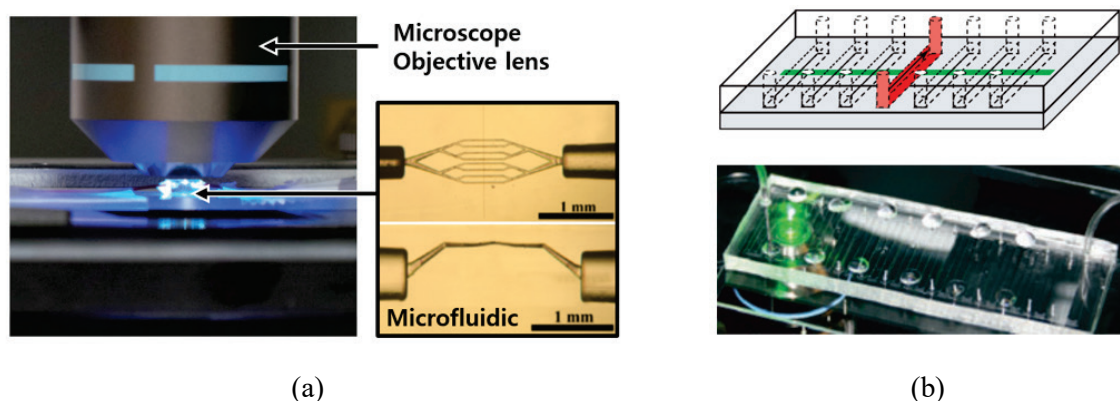 Microscope
Objective lens
1 mm
Microfluidic
1 mm
(a)
(b)